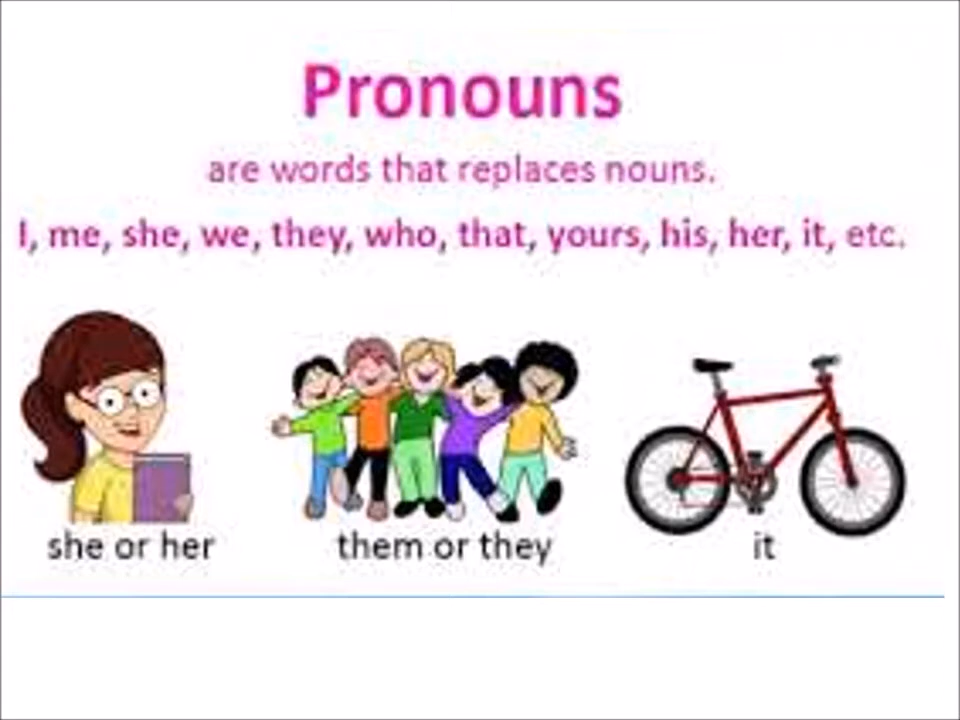 Pronouns
are words that replaces nouns.
I, me, she, we, they, who, that, yours, his, her, it, etc.
she or her
them or they
it